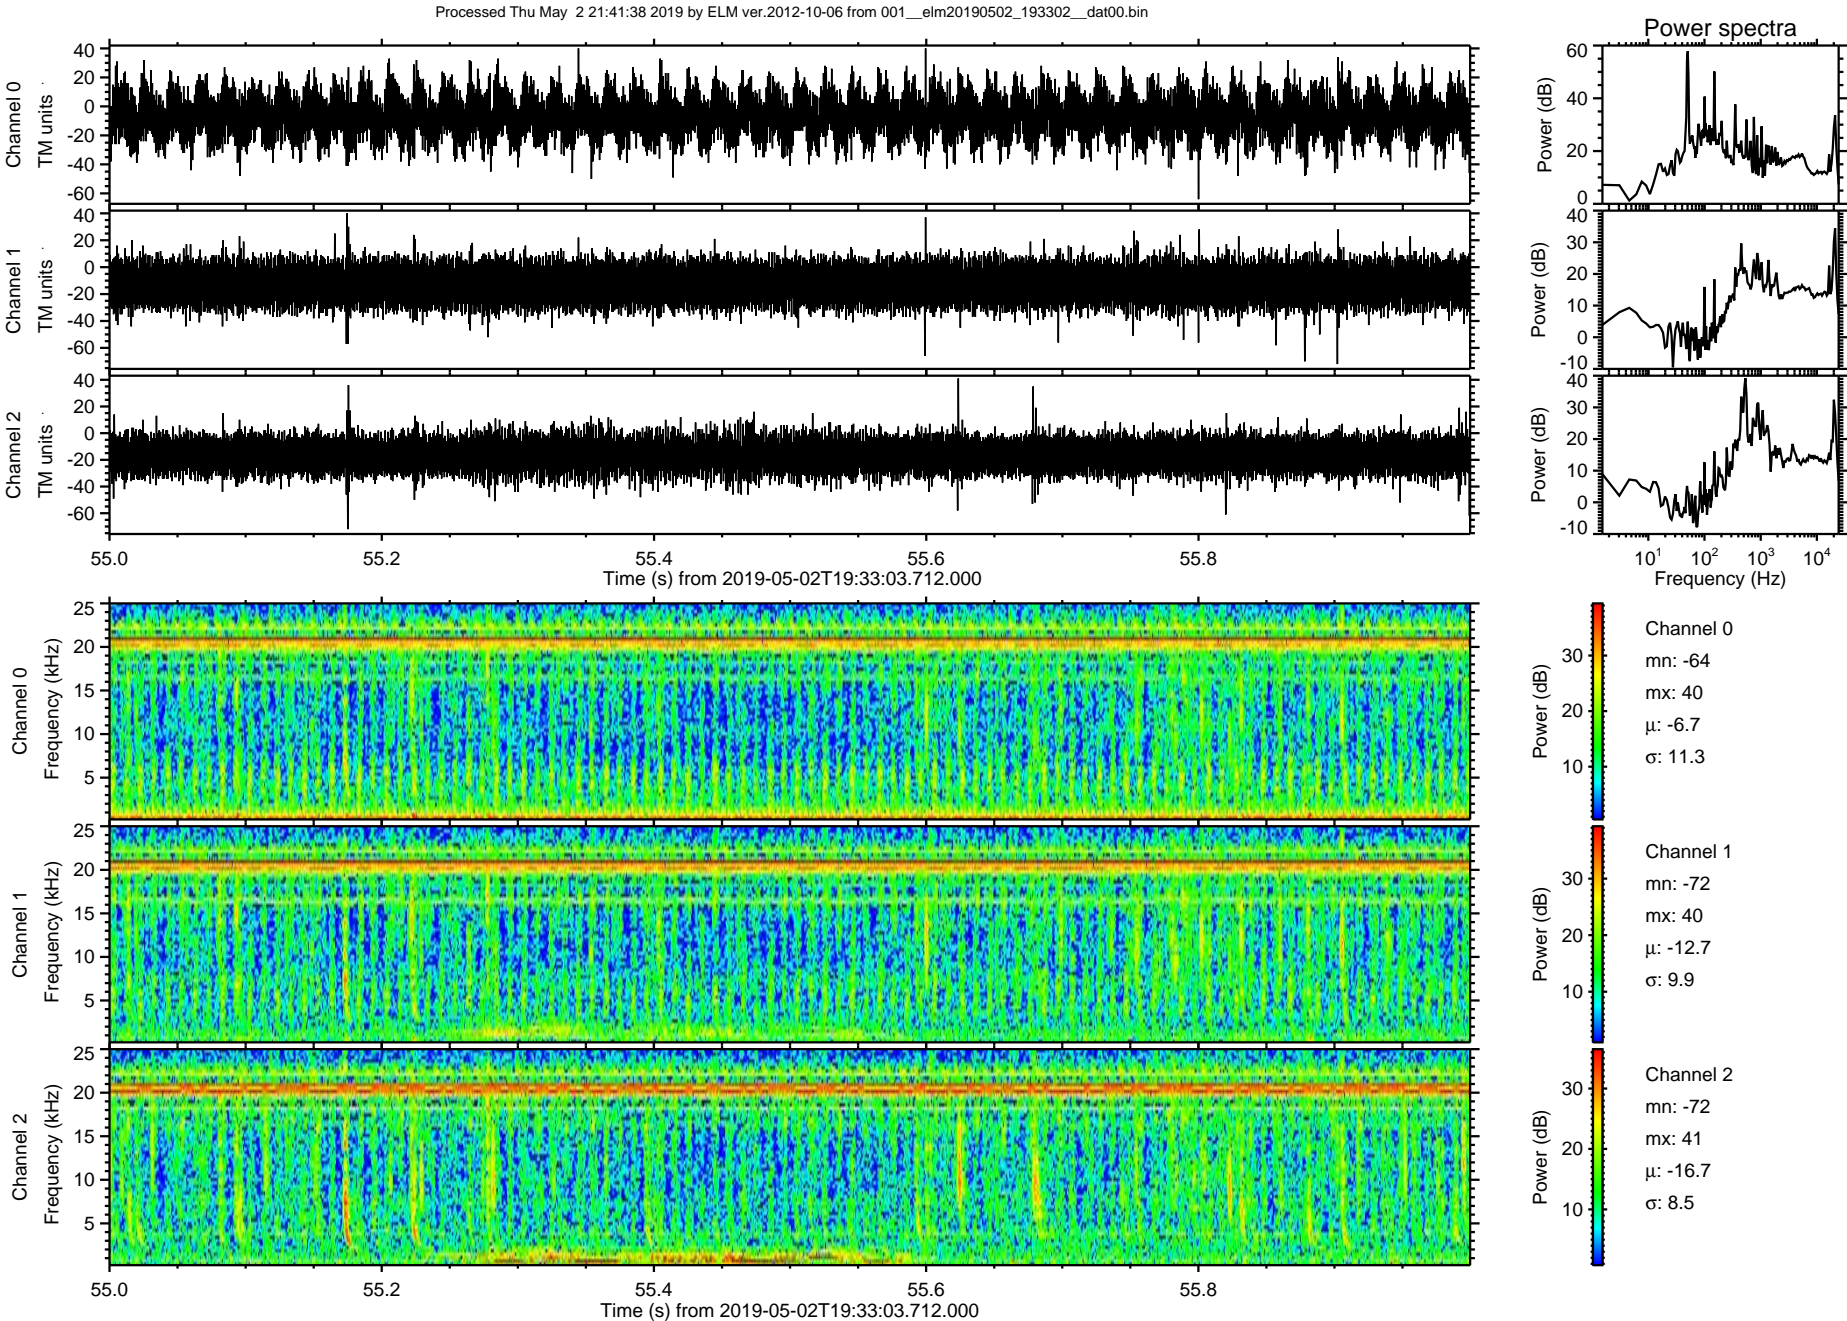 Processed Thu May  2 21:41:38 2019 by ELM ver.2012-10-06 from 001__elm20190502_193302__dat00.bin
Power spectra
Channel 0
TM units
40
20
0
-20
-40
-60
Power (dB)
60
40
20
0
Channel 1
TM units
40
20
0
-20
-40
-60
Power (dB)
40
30
20
10
0
-10
Channel 2
TM units
40
20
0
-20
-40
-60
Power (dB)
40
30
20
10
0
-10
55.0 55.2 55.4 55.6 55.8
Time (s) from 2019-05-02T19:33:03.712.000
10^1 10^2 10^3 10^4
Frequency (Hz)
Channel 0
Frequency (kHz)
25
20
15
10
5
Power (dB)
30
20
10
Channel 0
mn: -64
mx: 40
μ: -6.7
σ: 11.3
Channel 1
Frequency (kHz)
25
20
15
10
5
Power (dB)
30
20
10
Channel 1
mn: -72
mx: 40
μ: -12.7
σ: 9.9
Channel 2
Frequency (kHz)
25
20
15
10
5
Power (dB)
30
20
10
Channel 2
mn: -72
mx: 41
μ: -16.7
σ: 8.5
55.0 55.2 55.4 55.6 55.8
Time (s) from 2019-05-02T19:33:03.712.000